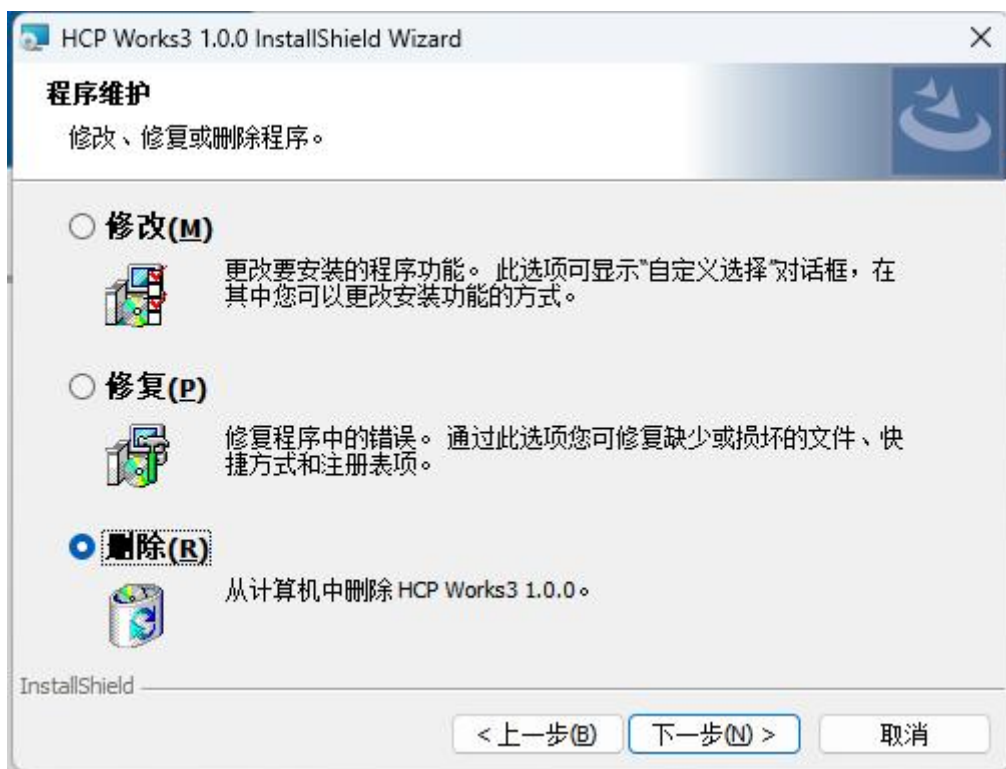 HCP Works3 1.0.0 InstallShield Wizard
程序维护
修改、修复或删除程序。
修改(M)
更改要安装的程序功能。 此选项可显示"自定义选择"对话框，在
其中您可以更改安装功能的方式。
修复(P)
修复程序中的错误。 通过此选项您可修复缺少或损坏的文件、快
捷方式和注册表项。
删除(R)
从计算机中删除 HCP Works3 1.0.0。
InstallShield
<上一步(B) 下一步(N) > 取消